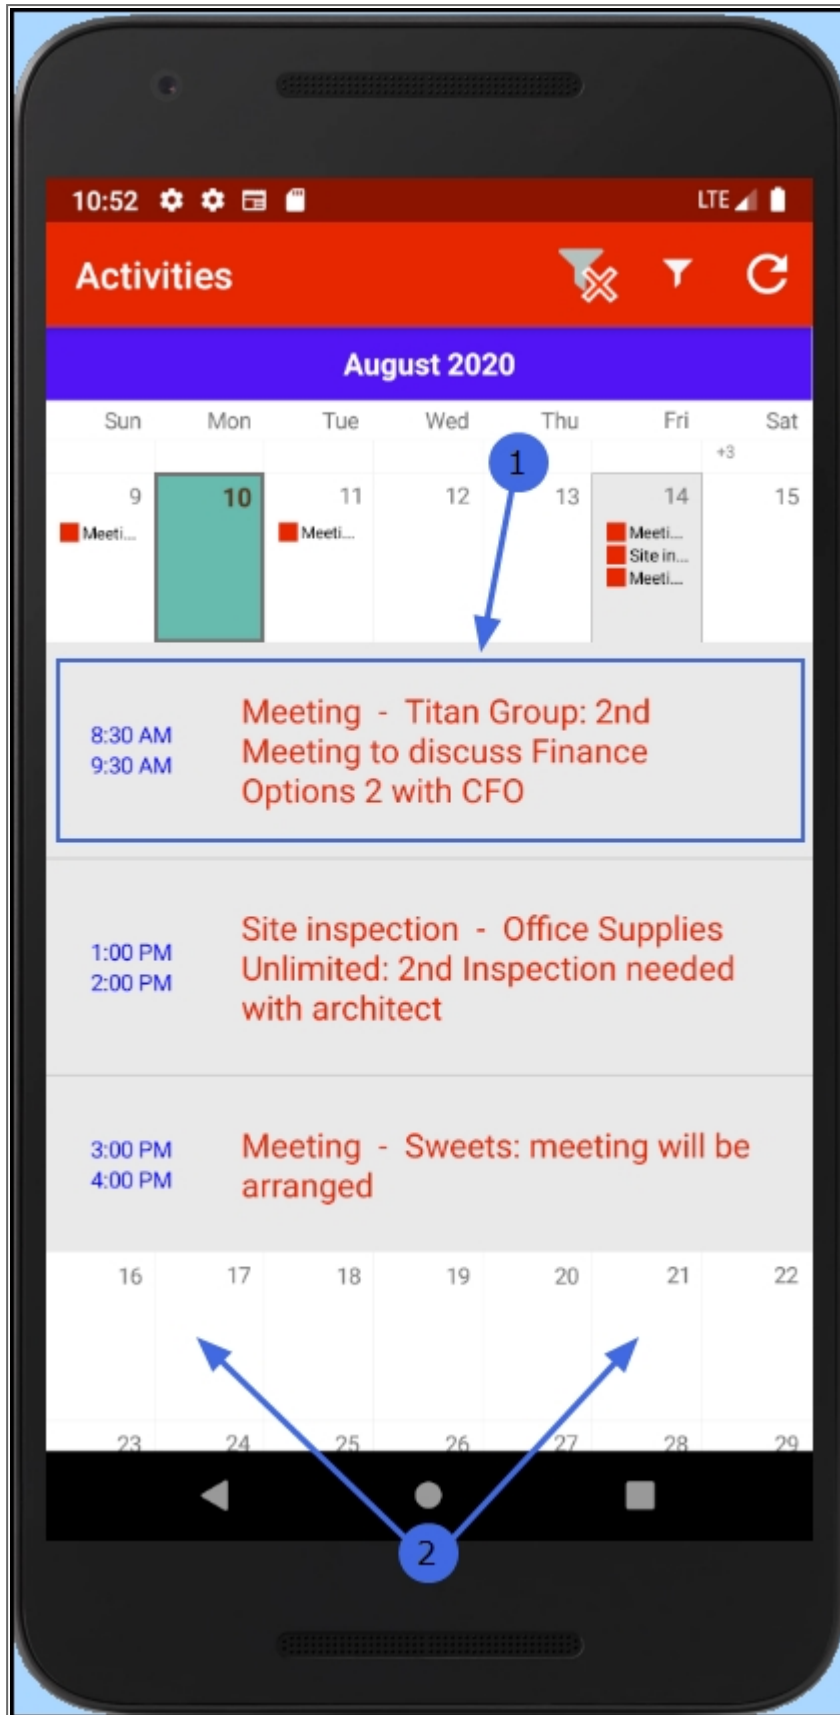 10:52 LTE
Activities
August 2020
Sun Mon Tue Wed Thu Fri Sat
+3
1
9 10 11 12 13 14 15
Meeti... Meeti... Meeti...
Site in...
Meeti...
8:30 AM
9:30 AM
Meeting - Titan Group: 2nd
Meeting to discuss Finance
Options 2 with CFO
1:00 PM
2:00 PM
Site inspection - Office Supplies
Unlimited: 2nd Inspection needed
with architect
3:00 PM
4:00 PM
Meeting - Sweets: meeting will be
arranged
16 17 18 19 20 21 22
23 24 25 26 27 28 29
2